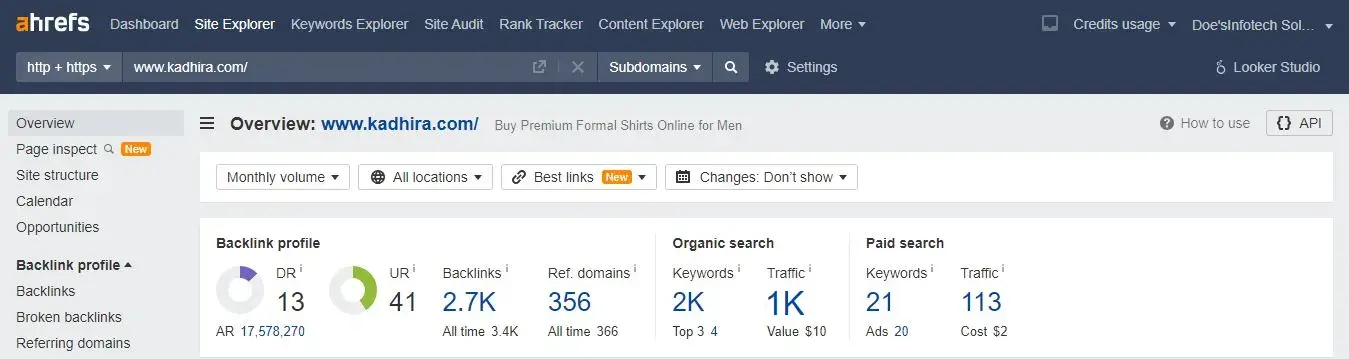 ahrefs Dashboard Site Explorer Keywords Explorer Site Audit Rank Tracker Content Explorer Web Explorer More Credits usage Doe'sInfotech Sol...
http + https www.kadhira.com/ Subdomains Settings Looker Studio
Overview
Page inspect New
Site structure
Calendar
Opportunities
Backlink profile
Backlinks
Broken backlinks
Referring domains
Overview: www.kadhira.com/ Buy Premium Formal Shirts Online for Men How to use {} API
Monthly volume All locations Best links New Changes: Don't show
Backlink profile
DR i UR i Backlinks i Ref. domains i
13 41 2.7K 356
AR 17,578,270 All time 3.4K All time 366
Organic search
Keywords i Traffic i
2K 1K
Top 3 4 Value $10
Paid search
Keywords i Traffic i
21 113
Ads 20 Cost $2